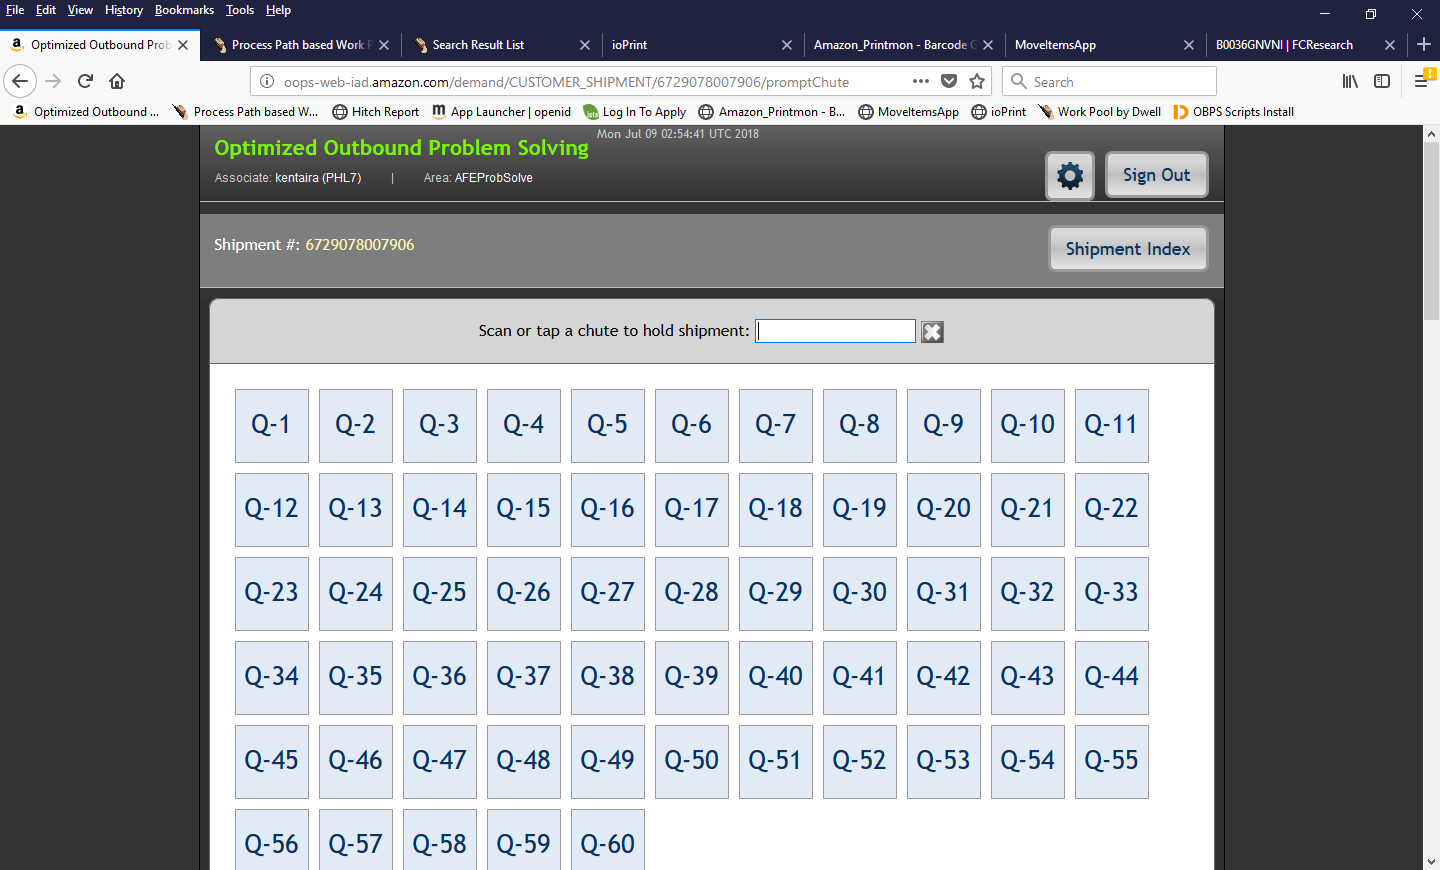 File Edit View History Bookmarks Tools Help
Optimized Outbound Prob
Process Path based Work P
Search Result List
ioPrint
Amazon_Printmon - Barcode G
MoveItemsApp
B0036GNVNI | FCResearch
oops-web-iad.amazon.com/demand/CUSTOMER_SHIPMENT/6729078007906/promptChute
Search
Optimized Outbound ...
Process Path based W...
Hitch Report
App Launcher | openid
Log In To Apply
Amazon_Printmon - B...
MoveItemsApp
ioPrint
Work Pool by Dwell
OBPS Scripts Install
Mon Jul 09 02:54:41 UTC 2018
Optimized Outbound Problem Solving
Associate: kentaira (PHL7) | Area: AFEProbSolve
Sign Out
Shipment #: 6729078007906
Shipment Index
Scan or tap a chute to hold shipment:
Q-1 Q-2 Q-3 Q-4 Q-5 Q-6 Q-7 Q-8 Q-9 Q-10 Q-11
Q-12 Q-13 Q-14 Q-15 Q-16 Q-17 Q-18 Q-19 Q-20 Q-21 Q-22
Q-23 Q-24 Q-25 Q-26 Q-27 Q-28 Q-29 Q-30 Q-31 Q-32 Q-33
Q-34 Q-35 Q-36 Q-37 Q-38 Q-39 Q-40 Q-41 Q-42 Q-43 Q-44
Q-45 Q-46 Q-47 Q-48 Q-49 Q-50 Q-51 Q-52 Q-53 Q-54 Q-55
Q-56 Q-57 Q-58 Q-59 Q-60